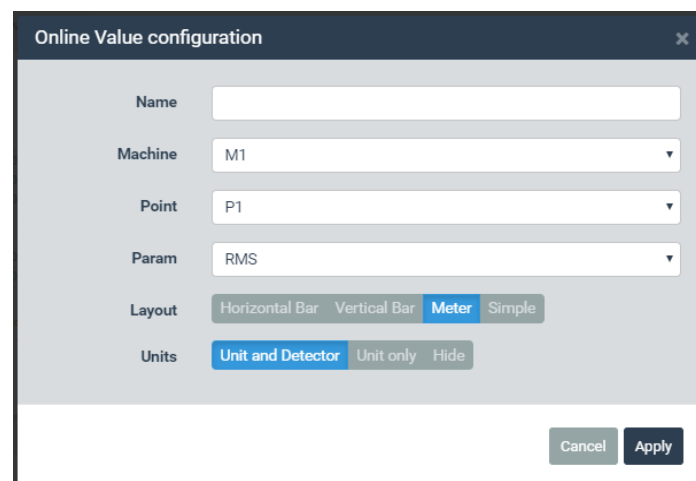 Online Value configuration ×
Name
Machine M1
Point P1
Param RMS
Layout Horizontal Bar Vertical Bar Meter Simple
Units Unit and Detector Unit only Hide
Cancel Apply